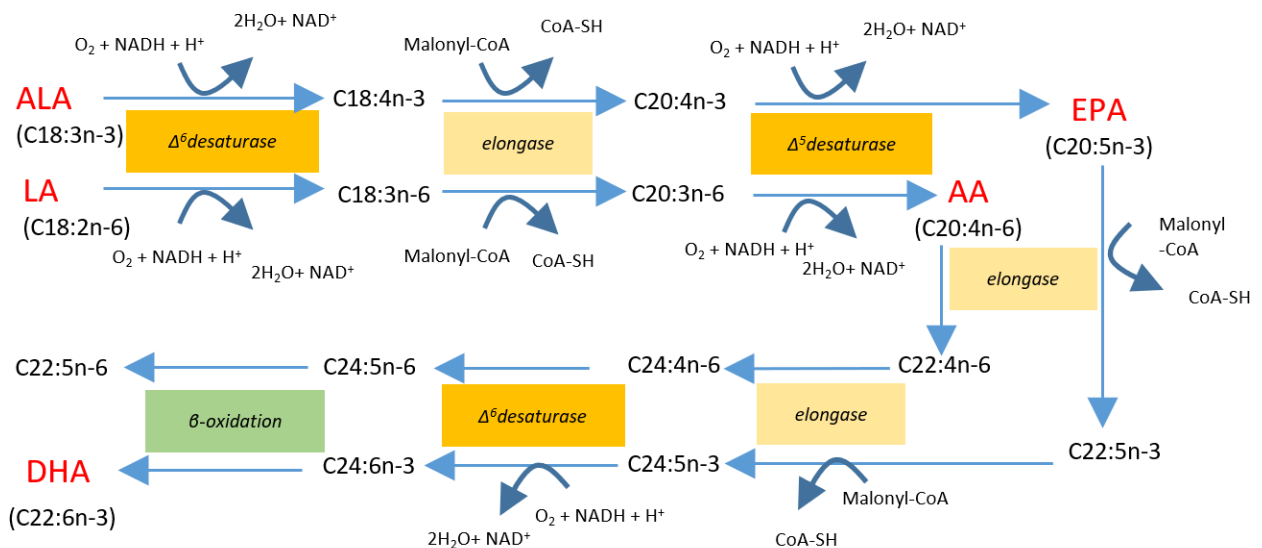 2H₂O+ NAD⁺
O₂ + NADH + H⁺
CoA-SH
Malonyl-CoA
2H₂O+ NAD⁺
O₂ + NADH + H⁺
ALA
(C18:3n-3)
C18:4n-3
C20:4n-3
EPA
(C20:5n-3)
Δ⁶desaturase
elongase
Δ⁵desaturase
LA
(C18:2n-6)
C18:3n-6
C20:3n-6
AA
(C20:4n-6)
O₂ + NADH + H⁺
2H₂O+ NAD⁺
Malonyl-CoA
CoA-SH
O₂ + NADH + H⁺
2H₂O+ NAD⁺
elongase
Malonyl
-CoA
CoA-SH
C22:5n-6
C24:5n-6
C24:4n-6
C22:4n-6
β-oxidation
Δ⁶desaturase
elongase
DHA
(C22:6n-3)
C24:6n-3
C24:5n-3
C22:5n-3
2H₂O+ NAD⁺
O₂ + NADH + H⁺
Malonyl-CoA
CoA-SH